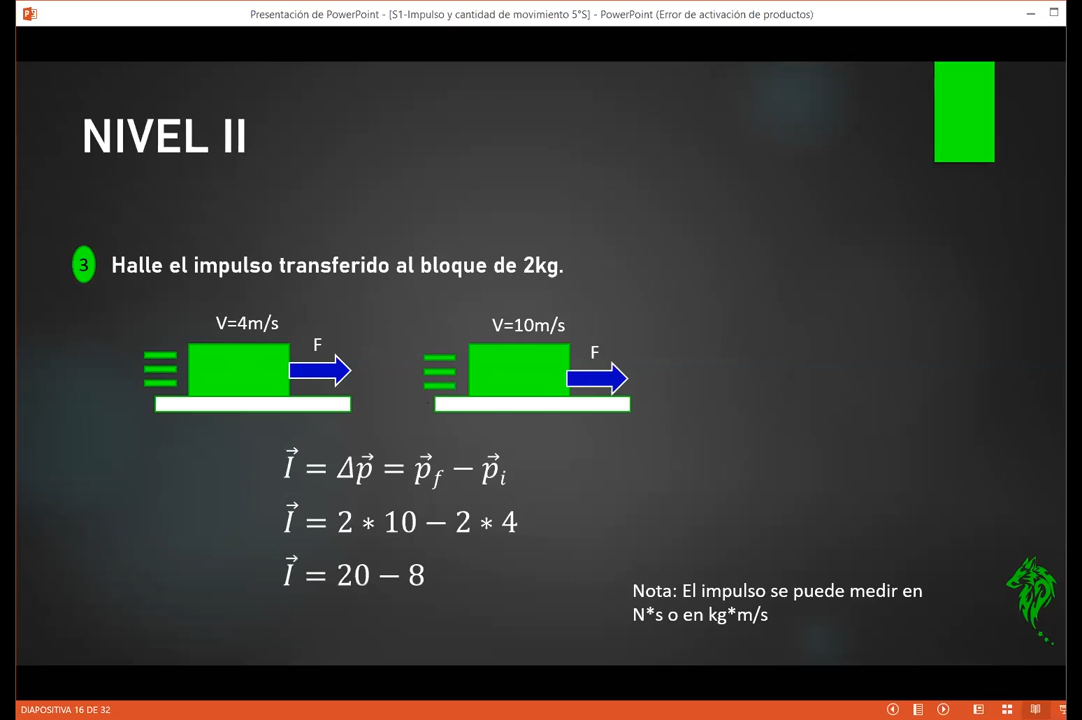 Presentación de PowerPoint - [S1-Impulso y cantidad de movimiento 5°S] - PowerPoint (Error de activación de productos)
NIVEL II
3 Halle el impulso transferido al bloque de 2kg.
V=4m/s
F
V=10m/s
F
I⃗ = Δp⃗ = p⃗_f − p⃗_i
I⃗ = 2 ∗ 10 − 2 ∗ 4
I⃗ = 20 − 8
Nota: El impulso se puede medir en
N*s o en kg*m/s
DIAPOSITIVA 16 DE 32